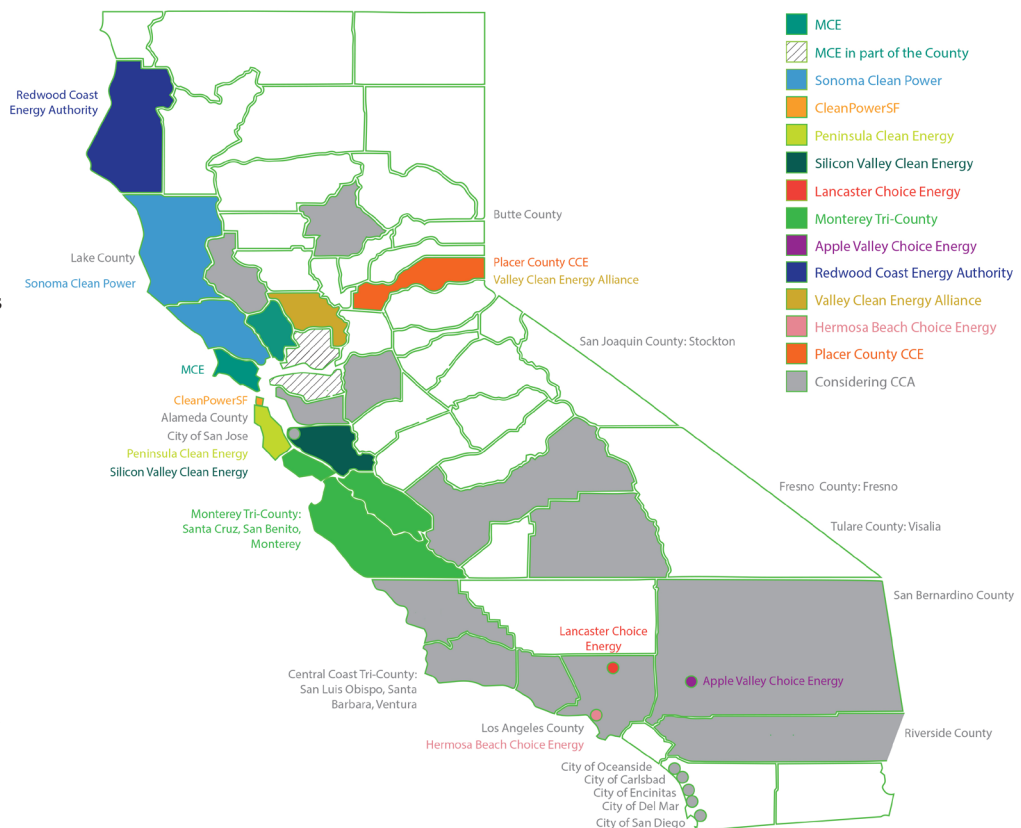 Redwood Coast
Energy Authority
Lake County
Sonoma Clean Power
s
MCE
CleanPowerSF
Alameda County
City of San Jose
Peninsula Clean Energy
Silicon Valley Clean Energy
Monterey Tri-County:
Santa Cruz, San Benito,
Monterey
Central Coast Tri-County:
San Luis Obispo, Santa
Barbara, Ventura
Los Angeles County
Hermosa Beach Choice Energy
City of Oceanside
City of Carlsbad
City of Encinitas
City of Del Mar
City of San Diego
Lancaster Choice
Energy
Apple Valley Choice Energy
Butte County
Placer County CCE
Valley Clean Energy Alliance
San Joaquin County: Stockton
Fresno County: Fresno
Tulare County: Visalia
San Bernardino County
Riverside County
MCE
MCE in part of the County
Sonoma Clean Power
CleanPowerSF
Peninsula Clean Energy
Silicon Valley Clean Energy
Lancaster Choice Energy
Monterey Tri-County
Apple Valley Choice Energy
Redwood Coast Energy Authority
Valley Clean Energy Alliance
Hermosa Beach Choice Energy
Placer County CCE
Considering CCA